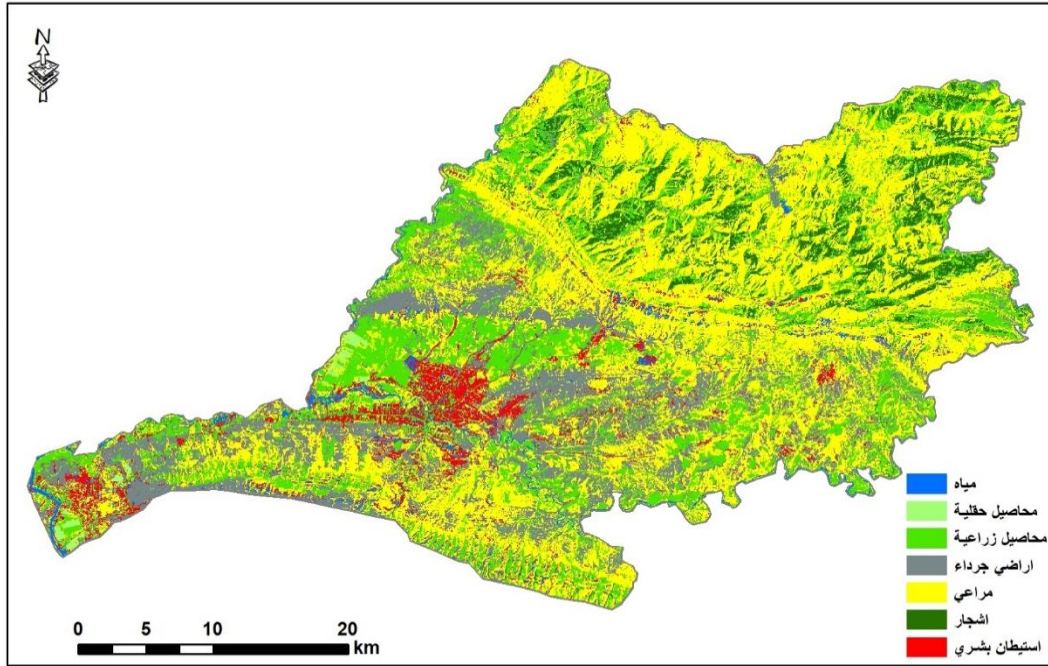 N
مياه
محاصيل حقلية
محاصيل زراعية
اراضي جرداء
مراعي
اشجار
استيطان بشري
0 5 10 20
km